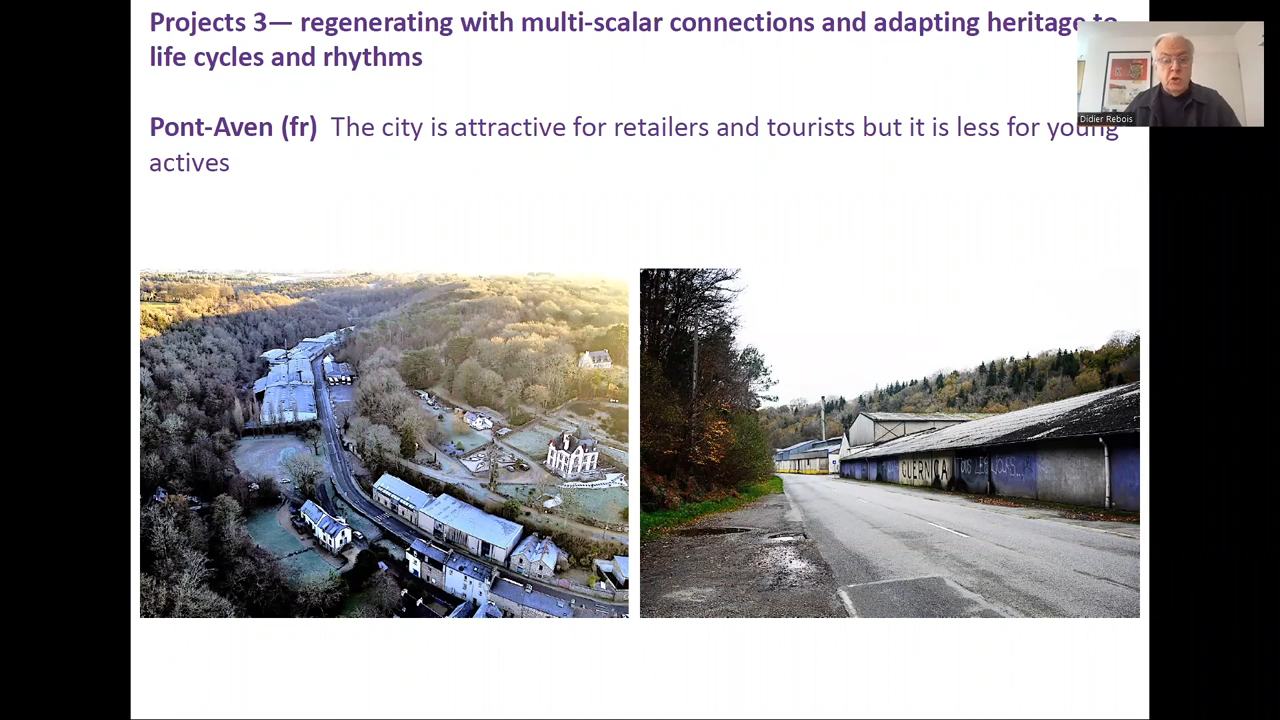 Projects 3— regenerating with multi-scalar connections and adapting heritage to
life cycles and rhythms
Pont-Aven (fr) The city is attractive for retailers and tourists but it is less for young
actives
Didier Rebois
GUERNICA